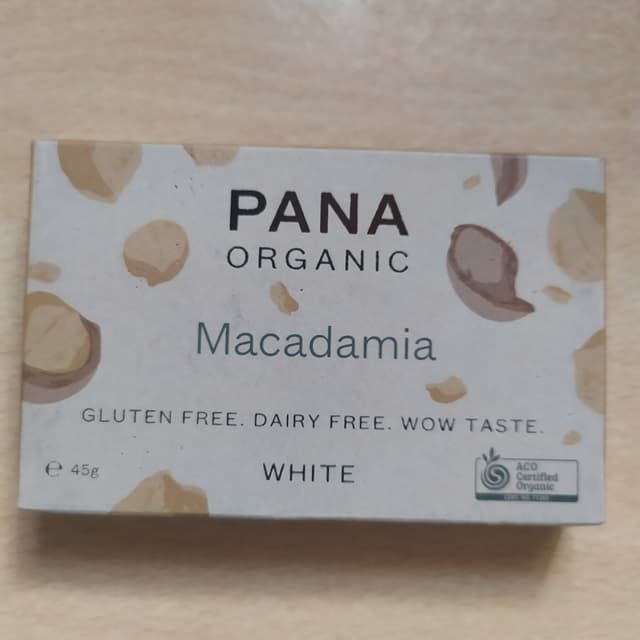 PANA
ORGANIC
Macadamia
GLUTEN FREE. DAIRY FREE. WOW TASTE.
℮ 45g
WHITE
ACO
Certified
Organic